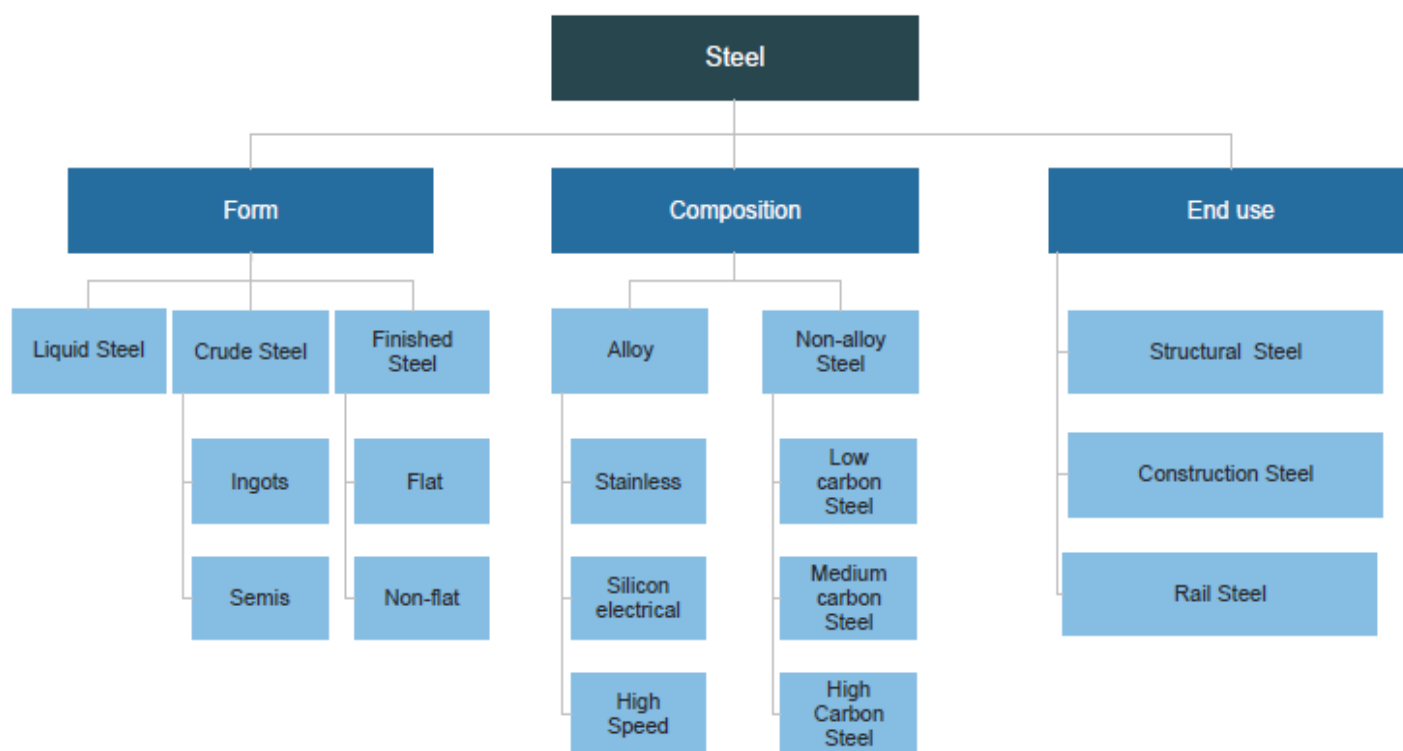 Steel
Form
Composition
End use
Liquid Steel
Crude Steel
Finished
Steel
Alloy
Non-alloy
Steel
Structural Steel
Ingots
Flat
Stainless
Low
carbon
Steel
Construction Steel
Semis
Non-flat
Silicon
electrical
Medium
carbon
Steel
Rail Steel
High
Speed
High
Carbon
Steel